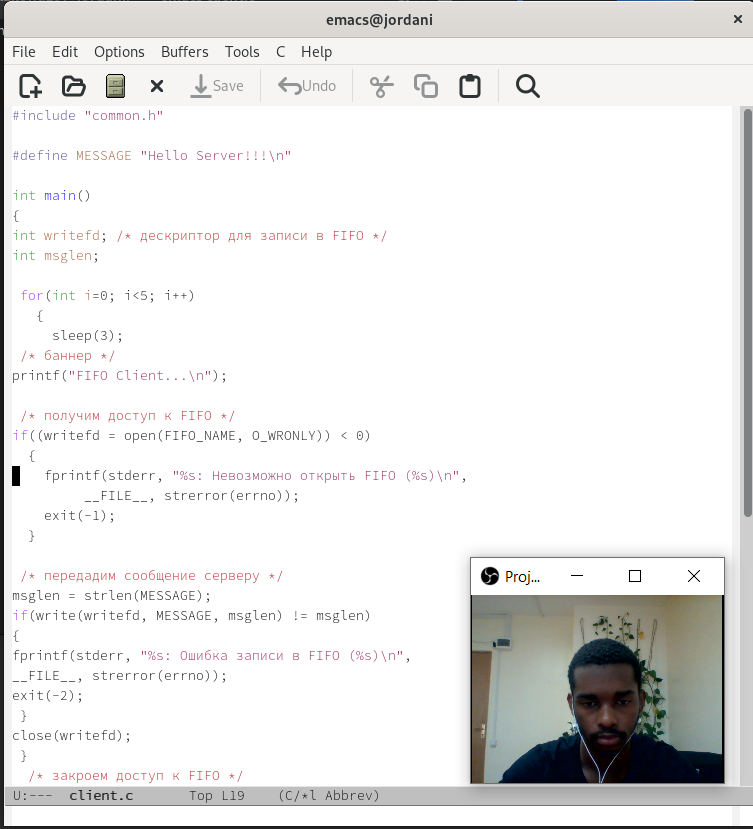 emacs@jordani
File Edit Options Buffers Tools C Help
Save Undo
#include "common.h"
#define MESSAGE "Hello Server!!!\n"
int main()
{
int writefd; /* дескриптор для записи в FIFO */
int msglen;
for(int i=0; i<5; i++)
{
sleep(3);
/* баннер */
printf("FIFO Client...\n");
/* получим доступ к FIFO */
if((writefd = open(FIFO_NAME, O_WRONLY)) < 0)
{
fprintf(stderr, "%s: Невозможно открыть FIFO (%s)\n",
__FILE__, strerror(errno));
exit(-1);
}
/* передадим сообщение серверу */
msglen = strlen(MESSAGE);
if(write(writefd, MESSAGE, msglen) != msglen)
{
fprintf(stderr, "%s: Ошибка записи в FIFO (%s)\n",
__FILE__, strerror(errno));
exit(-2);
}
close(writefd);
}
/* закроем доступ к FIFO */
U:--- client.c Top L19 (C/*l Abbrev)
Proj...